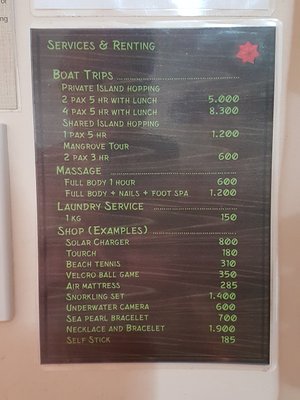 Services & Renting
Boat Trips
Private Island hopping
2 pax 5 hr with lunch 5.000
4 pax 5 hr with lunch 8.300
Shared Island hopping
1 pax 5 hr 1.200
Mangrove Tour
2 pax 3 hr 600
Massage
Full body 1 hour 600
Full body + nails + foot spa 1.200
Laundry Service
1 kg 150
Shop (Examples)
Solar Charger 800
Tourch 180
Beach tennis 310
Velcro ball game 350
Air mattress 285
Snorkling set 1.400
Underwater camera 600
Sea pearl bracelet 700
Necklace and Bracelet 1.900
Self Stick 185